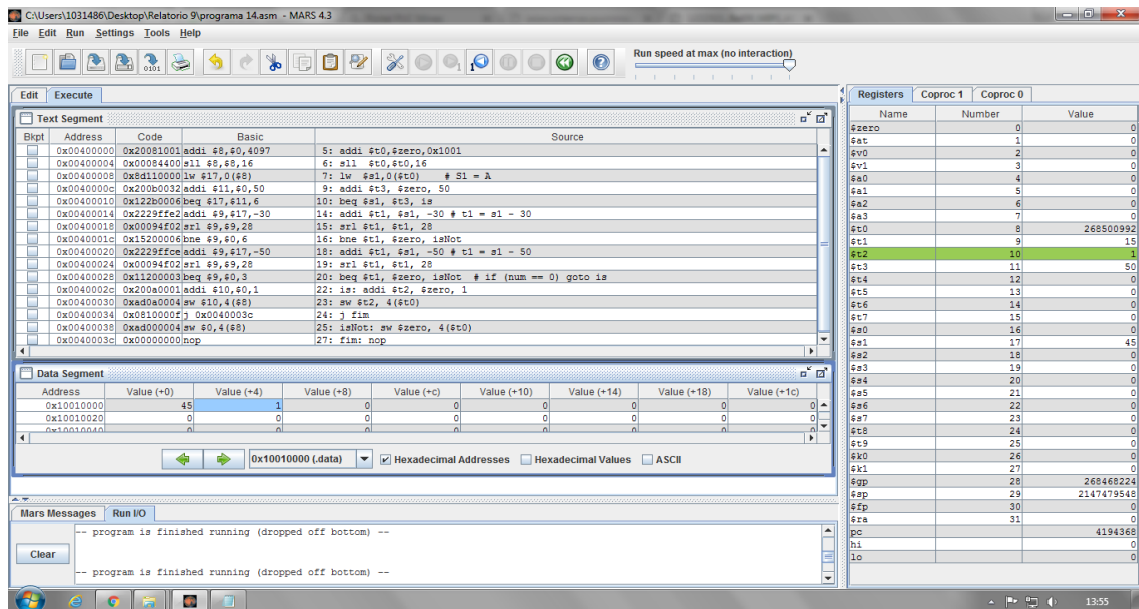 C:\Users\1031486\Desktop\Relatorio 9\programa 14.asm - MARS 4.3
File Edit Run Settings Tools Help
Run speed at max (no interaction)
Edit Execute
Text Segment
Bkpt Address Code Basic Source
0x00400000 0x20081001 addi $8,$0,4097 5: addi $t0,$zero,0x1001
0x00400004 0x00084400 sll $8,$8,16 6: sll $t0,$t0,16
0x00400008 0x8d110000 lw $17,0($8) 7: lw $s1,0($t0) # S1 = A
0x0040000c 0x200b0032 addi $11,$0,50 9: addi $t3, $zero, 50
0x00400010 0x122b0006 beq $17,$11,6 10: beq $s1, $t3, is
0x00400014 0x2229ffe2 addi $9,$17,-30 14: addi $t1, $s1, -30 # t1 = s1 - 30
0x00400018 0x00094f02 srl $9,$9,28 15: srl $t1, $t1, 28
0x0040001c 0x15200006 bne $9,$0,6 16: bne $t1, $zero, isNot
0x00400020 0x2229ffce addi $9,$17,-50 18: addi $t1, $s1, -50 # t1 = s1 - 50
0x00400024 0x00094f02 srl $9,$9,28 19: srl $t1, $t1, 28
0x00400028 0x11200003 beq $9,$0,3 20: beq $t1, $zero, isNot # if (num == 0) goto is
0x0040002c 0x200a0001 addi $10,$0,1 22: is: addi $t2, $zero, 1
0x00400030 0xad0a0004 sw $10,4($8) 23: sw $t2, 4($t0)
0x00400034 0x0810000f j 0x0040003c 24: j fim
0x00400038 0xad000004 sw $0,4($8) 25: isNot: sw $zero, 4($t0)
0x0040003c 0x00000000 nop 27: fim: nop
Data Segment
Address Value (+0) Value (+4) Value (+8) Value (+c) Value (+10) Value (+14) Value (+18) Value (+1c)
0x10010000 45 1 0 0 0 0 0 0
0x10010020 0 0 0 0 0 0 0 0
0x10010040 0 0 0 0 0 0 0 0
0x10010000 (.data) Hexadecimal Addresses Hexadecimal Values ASCII
Mars Messages Run I/O
-- program is finished running (dropped off bottom) --
Clear
-- program is finished running (dropped off bottom) --
Registers Coproc 1 Coproc 0
Name Number Value
$zero 0 0
$at 1 0
$v0 2 0
$v1 3 0
$a0 4 0
$a1 5 0
$a2 6 0
$a3 7 0
$t0 8 268500992
$t1 9 15
$t2 10 1
$t3 11 50
$t4 12 0
$t5 13 0
$t6 14 0
$t7 15 0
$s0 16 0
$s1 17 45
$s2 18 0
$s3 19 0
$s4 20 0
$s5 21 0
$s6 22 0
$s7 23 0
$t8 24 0
$t9 25 0
$k0 26 0
$k1 27 0
$gp 28 268468224
$sp 29 2147479548
$fp 30 0
$ra 31 0
pc 4194368
hi 0
lo 0
13:55